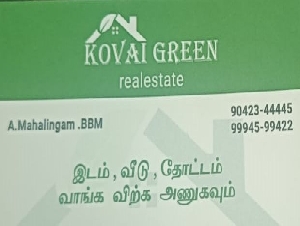 KOVAI GREEN
realestate
A.Mahalingam .BBM
90423-44445
99945-99422
இடம் , வீடு , தோட்டம்
வாங்க விற்க அணுகவும்